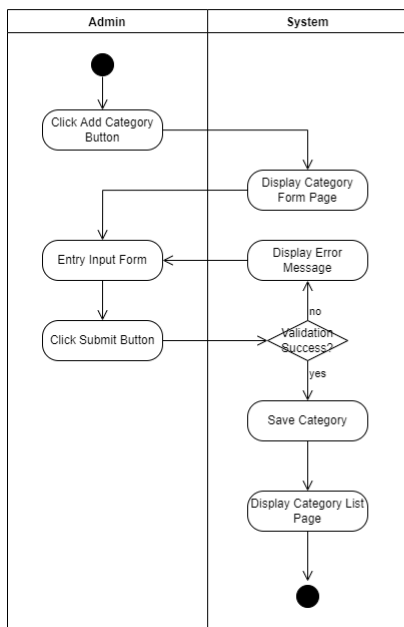 Admin
System
Click Add Category
Button
Display Category
Form Page
Entry Input Form
Display Error
Message
no
Click Submit Button
Validation
Success?
yes
Save Category
Display Category List
Page